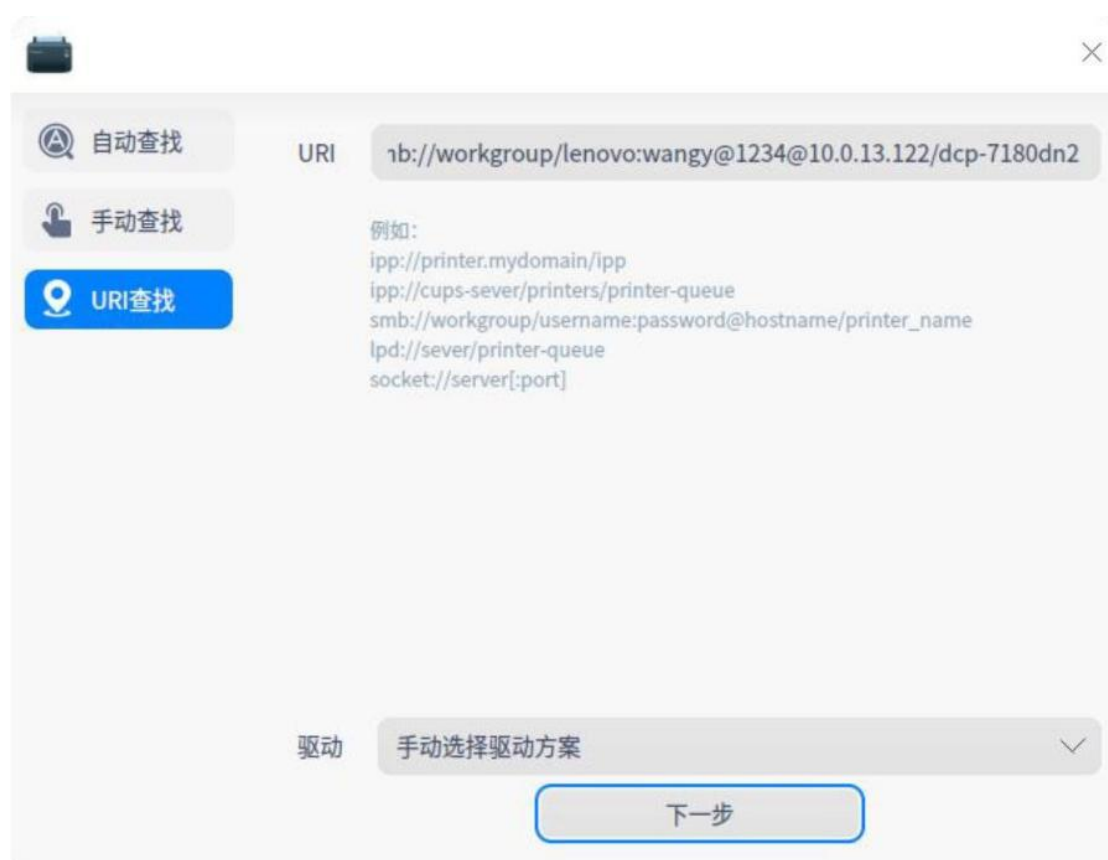 自动查找
手动查找
URI查找
URI nb://workgroup/lenovo:wangy@1234@10.0.13.122/dcp-7180dn2
例如：
ipp://printer.mydomain/ipp
ipp://cups-sever/printers/printer-queue
smb://workgroup/username:password@hostname/printer_name
lpd://sever/printer-queue
socket://server[:port]
驱动 手动选择驱动方案
下一步